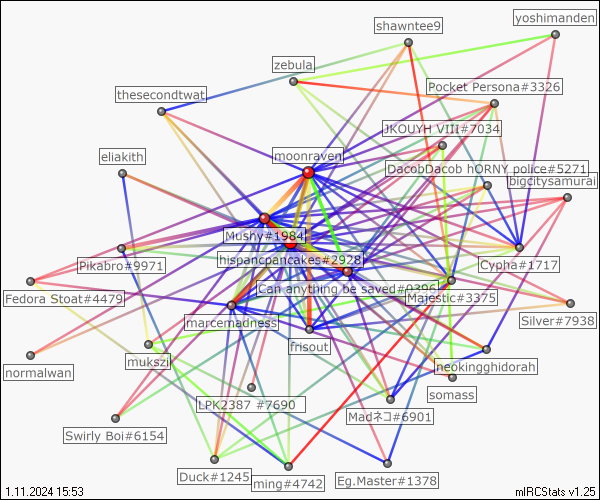 yoshimanden
shawntee9
zebula
Pocket Persona#3326
thesecondtwat
JKOUYH VIII#7034
moonraven
eliakith
DacobDacob hORNY police#5271
bigcitysamurai
Mushy#1984
hispancpancakes#2928
Pikabro#9971
Cypha#1717
Can anything be saved#0396
Fedora Stoat#4479
Majestic#3375
Silver#7938
marcemadness
frisout
mukszi
neokingghidorah
normalwan
somass
LPK2387 #7690
Madネコ#6901
Swirly Boi#6154
Duck#1245
ming#4742
Eg.Master#1378
1.11.2024 15:53
mIRCStats v1.25